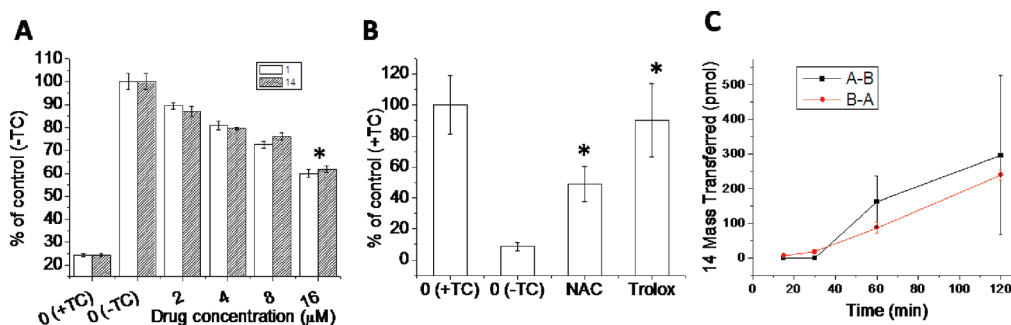 A
% of control (-TC)
110
100
90
80
70
60
50
40
30
20
1
14
*
0 (+TC) 0 (-TC) 2 4 8 16
Drug concentration (μM)
B
% of control (+TC)
120
100
80
60
40
20
0
* *
0 (+TC) 0 (-TC) NAC Trolox
C
14 Mass Transferred (pmol)
500
400
300
200
100
0
A-B
B-A
20 40 60 80 100 120
Time (min)